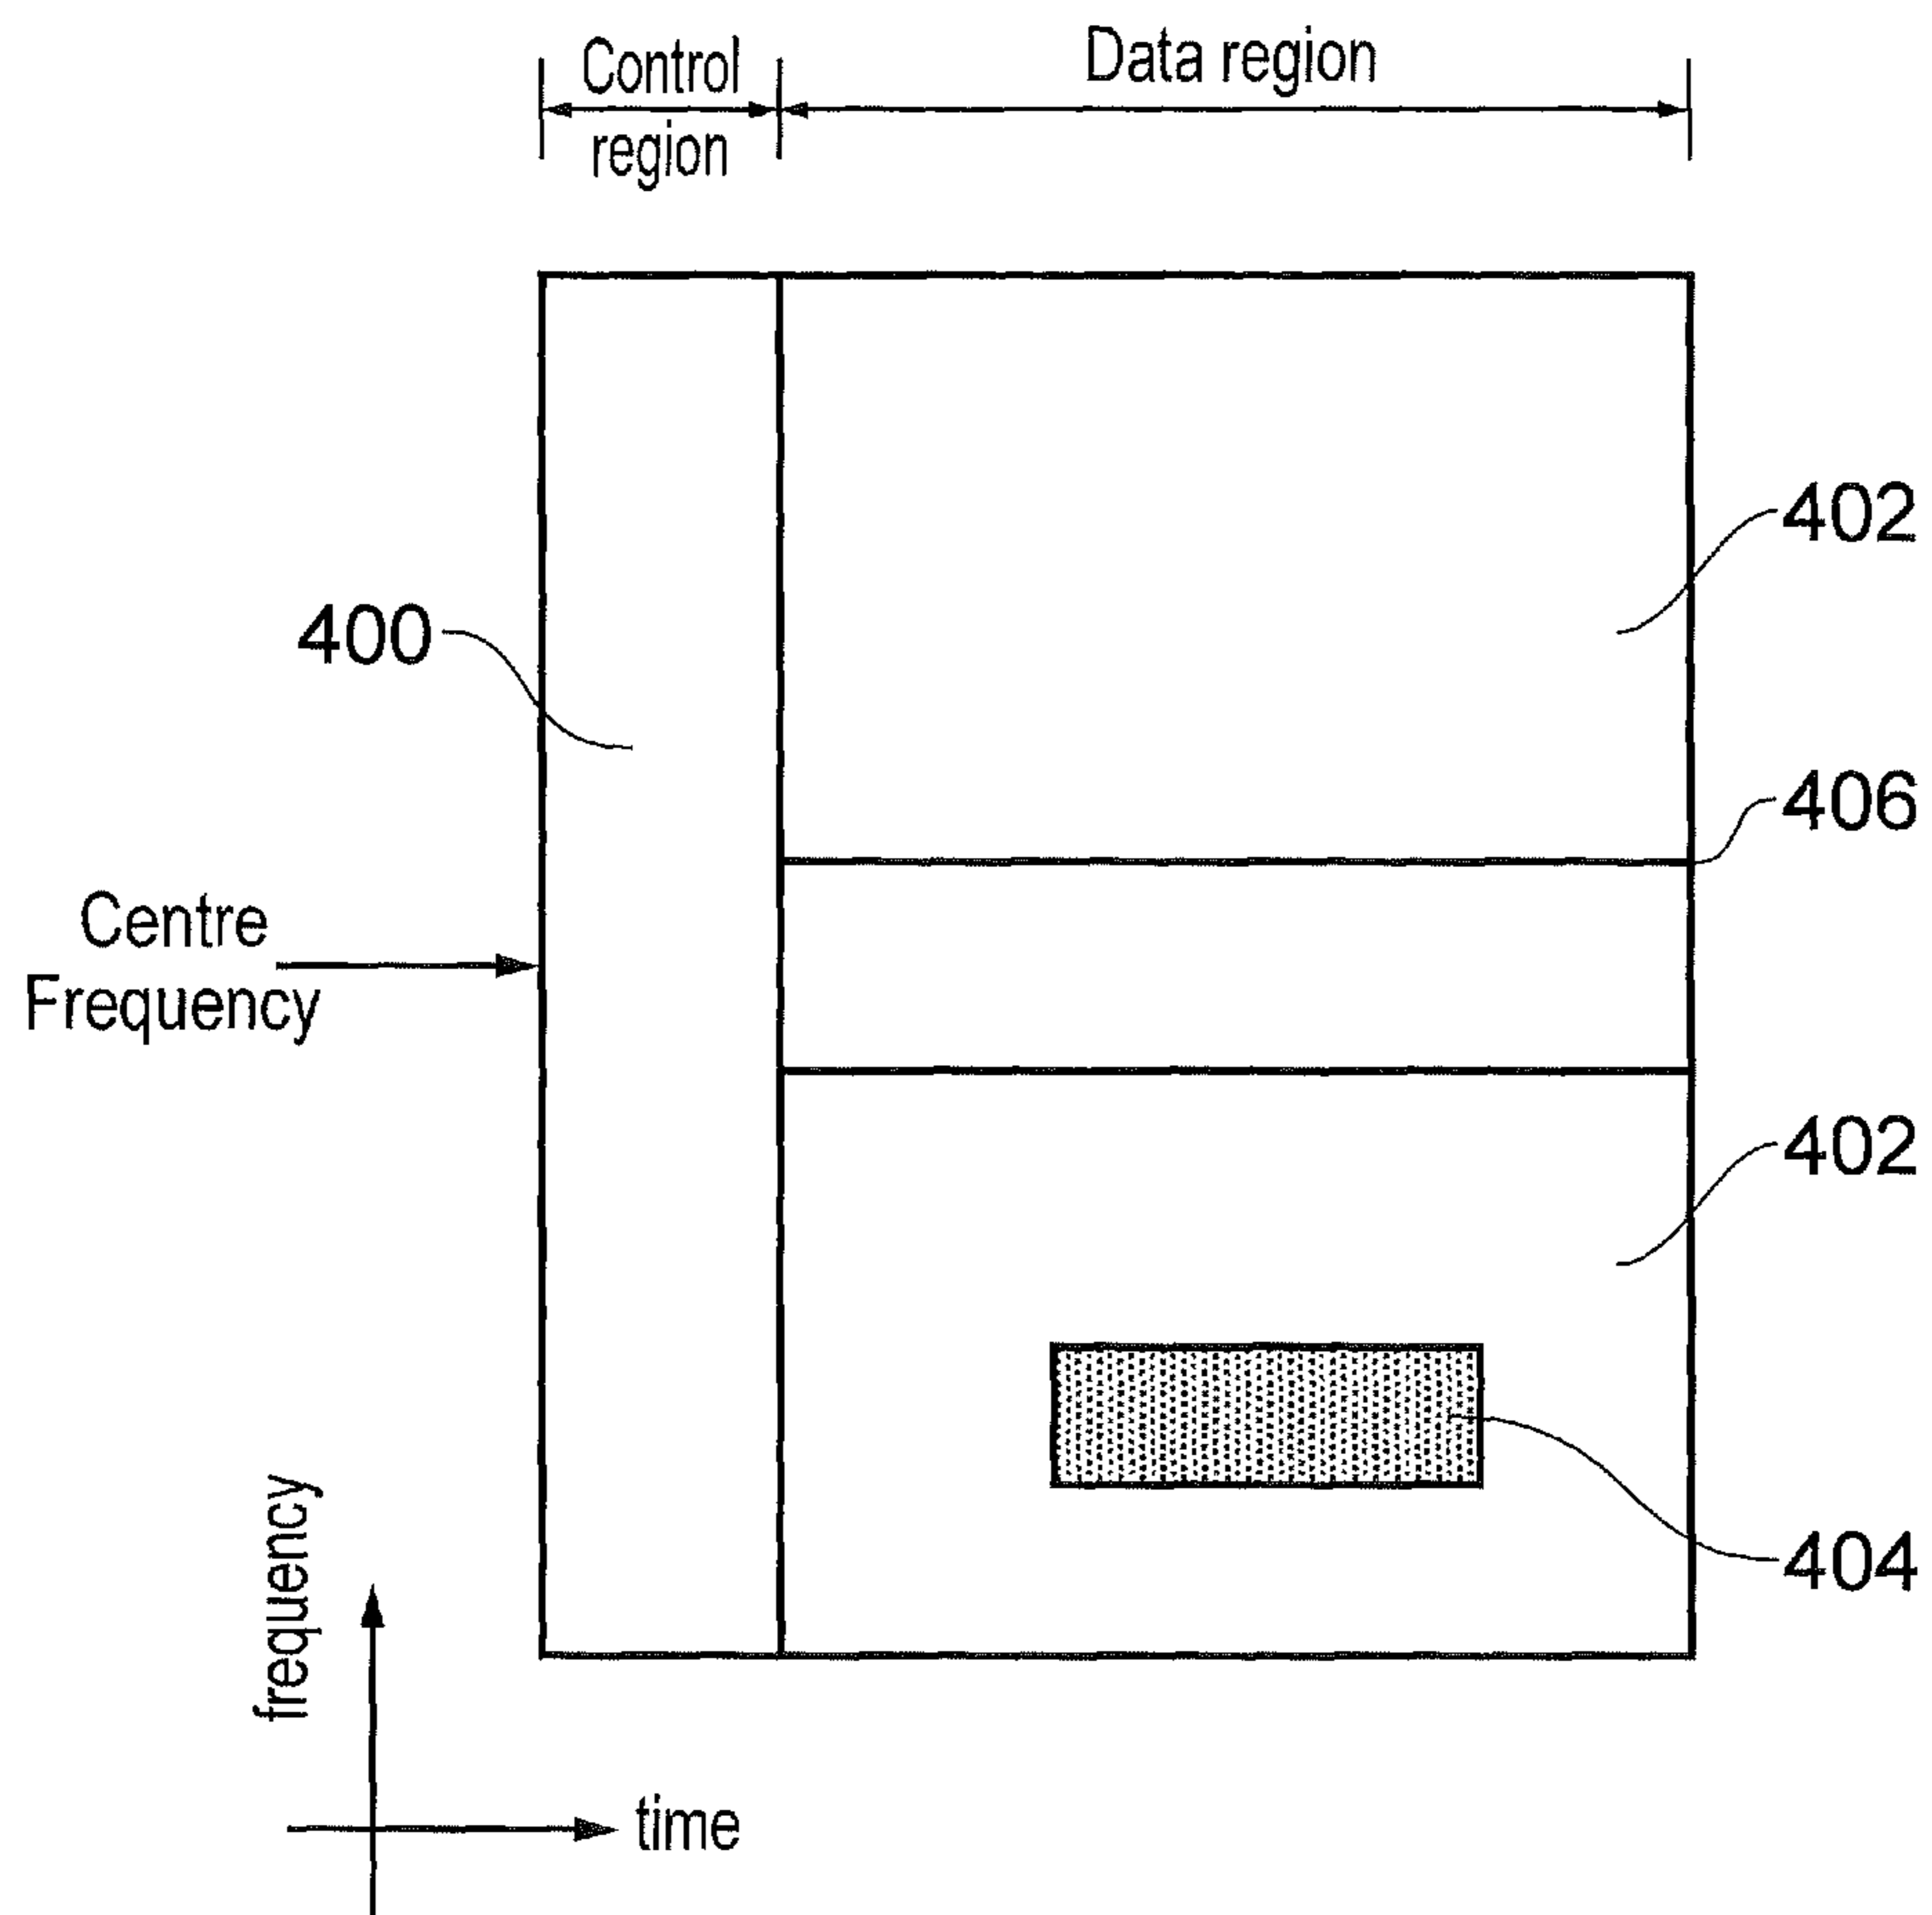 Control
region
Data region
402
400
406
Centre
Frequency
402
404
frequency
time